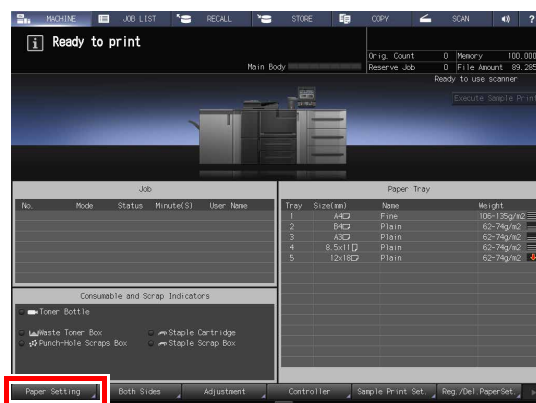 MACHINE JOB LIST RECALL STORE COPY SCAN ?
i Ready to print
Main Body
Orig. Count 0 Memory 100.000
Reserve Job 0 File Amount 89.285
Ready to use scanner
Execute Sample Print
Job
No. Mode Status Minute(S) User Name
Paper Tray
Tray Size(mm) Name Weight
1 A4 Fine 106-135g/m2
2 B4 Plain 62-74g/m2
3 A3 Plain 62-74g/m2
4 8.5x11 Plain 62-74g/m2
5 12x18 Plain 62-74g/m2
Consumable and Scrap Indicators
Toner Bottle
Waste Toner Box Staple Cartridge
Punch-Hole Scraps Box Staple Scrap Box
Paper Setting Both Sides Adjustment Controller Sample Print Set. Reg./Del.PaperSet.